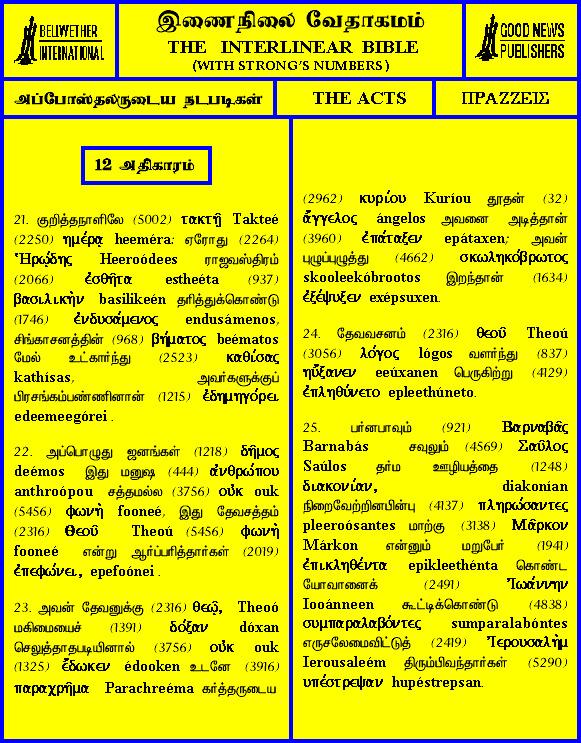 BELLWETHER
INTERNATIONAL
இணைநிலை வேதாகமம்
THE INTERLINEAR BIBLE
(WITH STRONG'S NUMBERS)
GOOD NEWS
PUBLISHERS
அப்போஸ்தலருடைய நடபடிகள்
THE ACTS
ΠΡΑΖΖΕΙΣ
12 அதிகாரம்
21. குறித்தநாளிலே (5002) τακτῇ Takteé
(2250) ημέρᾳ heeméra: ஏரோது (2264)
Ἡρῴδης Heeroódees ராஜவஸ்திரம்
(2066) ἐσθῆτα estheéta (937)
βασιλικὴν basilikeén தரித்துக்கொண்டு
(1746) ἐνδυσάμενος endusámenos,
சிங்காசனத்தின் (968) βήματος beématos
மேல் உட்கார்ந்து (2523) καθίσας
kathísas, அவர்களுக்குப்
பிரசங்கம்பண்ணினான் (1215) ἐδημηγόρει
edeemeegórei .
22. அப்பொழுது ஜனங்கள் (1218) δῆμος
deémos இது மனுஷ (444) ἀνθρώπου
anthroópou சத்தமல்ல (3756) οὐκ ouk
(5456) φωνὴ fooneé, இது தேவசத்தம்
(2316) Θεοῦ Theoú (5456) φωνὴ
fooneé என்று ஆர்ப்பரித்தார்கள் (2019)
ἐπεφώνει, epefoónei .
23. அவன் தேவனுக்கு (2316) θεῷ, Theoó
மகிமையைச் (1391) δόξαν dóxan
செலுத்தாதபடியினால் (3756) οὐκ ouk
(1325) ἔδωκεν édooken உடனே (3916)
παραχρῆμα Parachreéma கர்த்தருடைய
(2962) κυρίου Kuríou தூதன் (32)
ἄγγελος ángelos அவனை அடித்தான்
(3960) ἐπάταξεν epátaxen; அவன்
புழுப்புழுத்து (4662) σκωληκόβρωτος
skooleekóbrootos இறந்தான் (1634)
ἐξέψυξεν exépsuxen.
24. தேவவசனம் (2316) θεοῦ Theoú
(3056) λόγος lógos வளர்ந்து (837)
ηὔξανεν eeúxanen பெருகிற்று (4129)
ἐπληθύνετο epleethúneto.
25. பர்னபாவும் (921) Βαρναβᾶς
Barnabás சவுலும் (4569) Σαῦλος
Saúlos தர்ம ஊழியத்தை (1248)
διακονίαν, diakonían
நிறைவேற்றினபின்பு (4137) πληρώσαντες
pleeroósantes மாற்கு (3138) Μᾶρκον
Márkon என்னும் மறுபேர் (1941)
ἐπικληθέντα epikleethénta கொண்ட
யோவானைக் (2491) Ἰωάννην
Iooánneen கூட்டிக்கொண்டு (4838)
συμπαραλαβόντες sumparalabóntes
எருசலேமைவிட்டுத் (2419) Ἰερουσαλὴμ
Ierousaleém திரும்பிவந்தார்கள் (5290)
υπέστρεψαν hupéstrepsan.